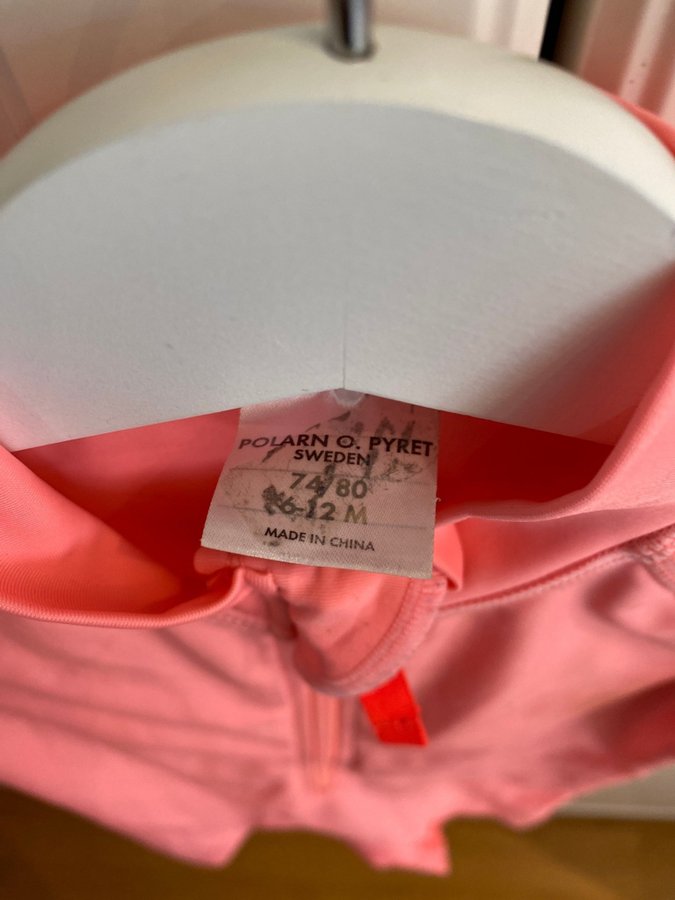 POLARN O. PYRET
SWEDEN
74/80
6-12 M
MADE IN CHINA